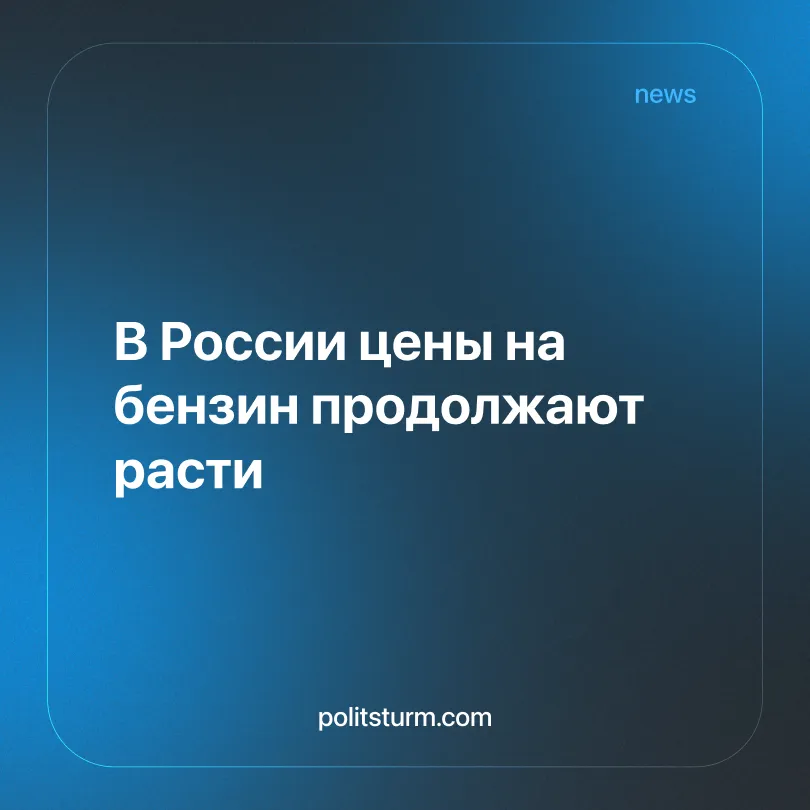 news
В России цены на
бензин продолжают
расти
politsturm.com